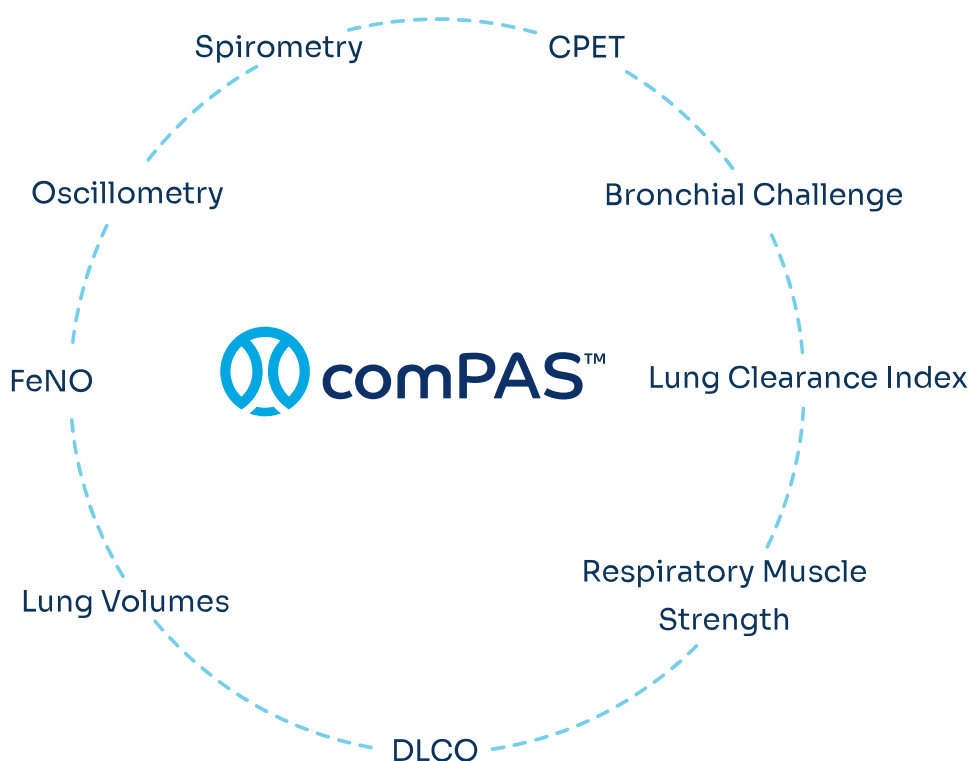 Spirometry
CPET
Oscillometry
Bronchial Challenge
FeNO
comPAS™
Lung Clearance Index
Respiratory Muscle
Strength
Lung Volumes
DLCO